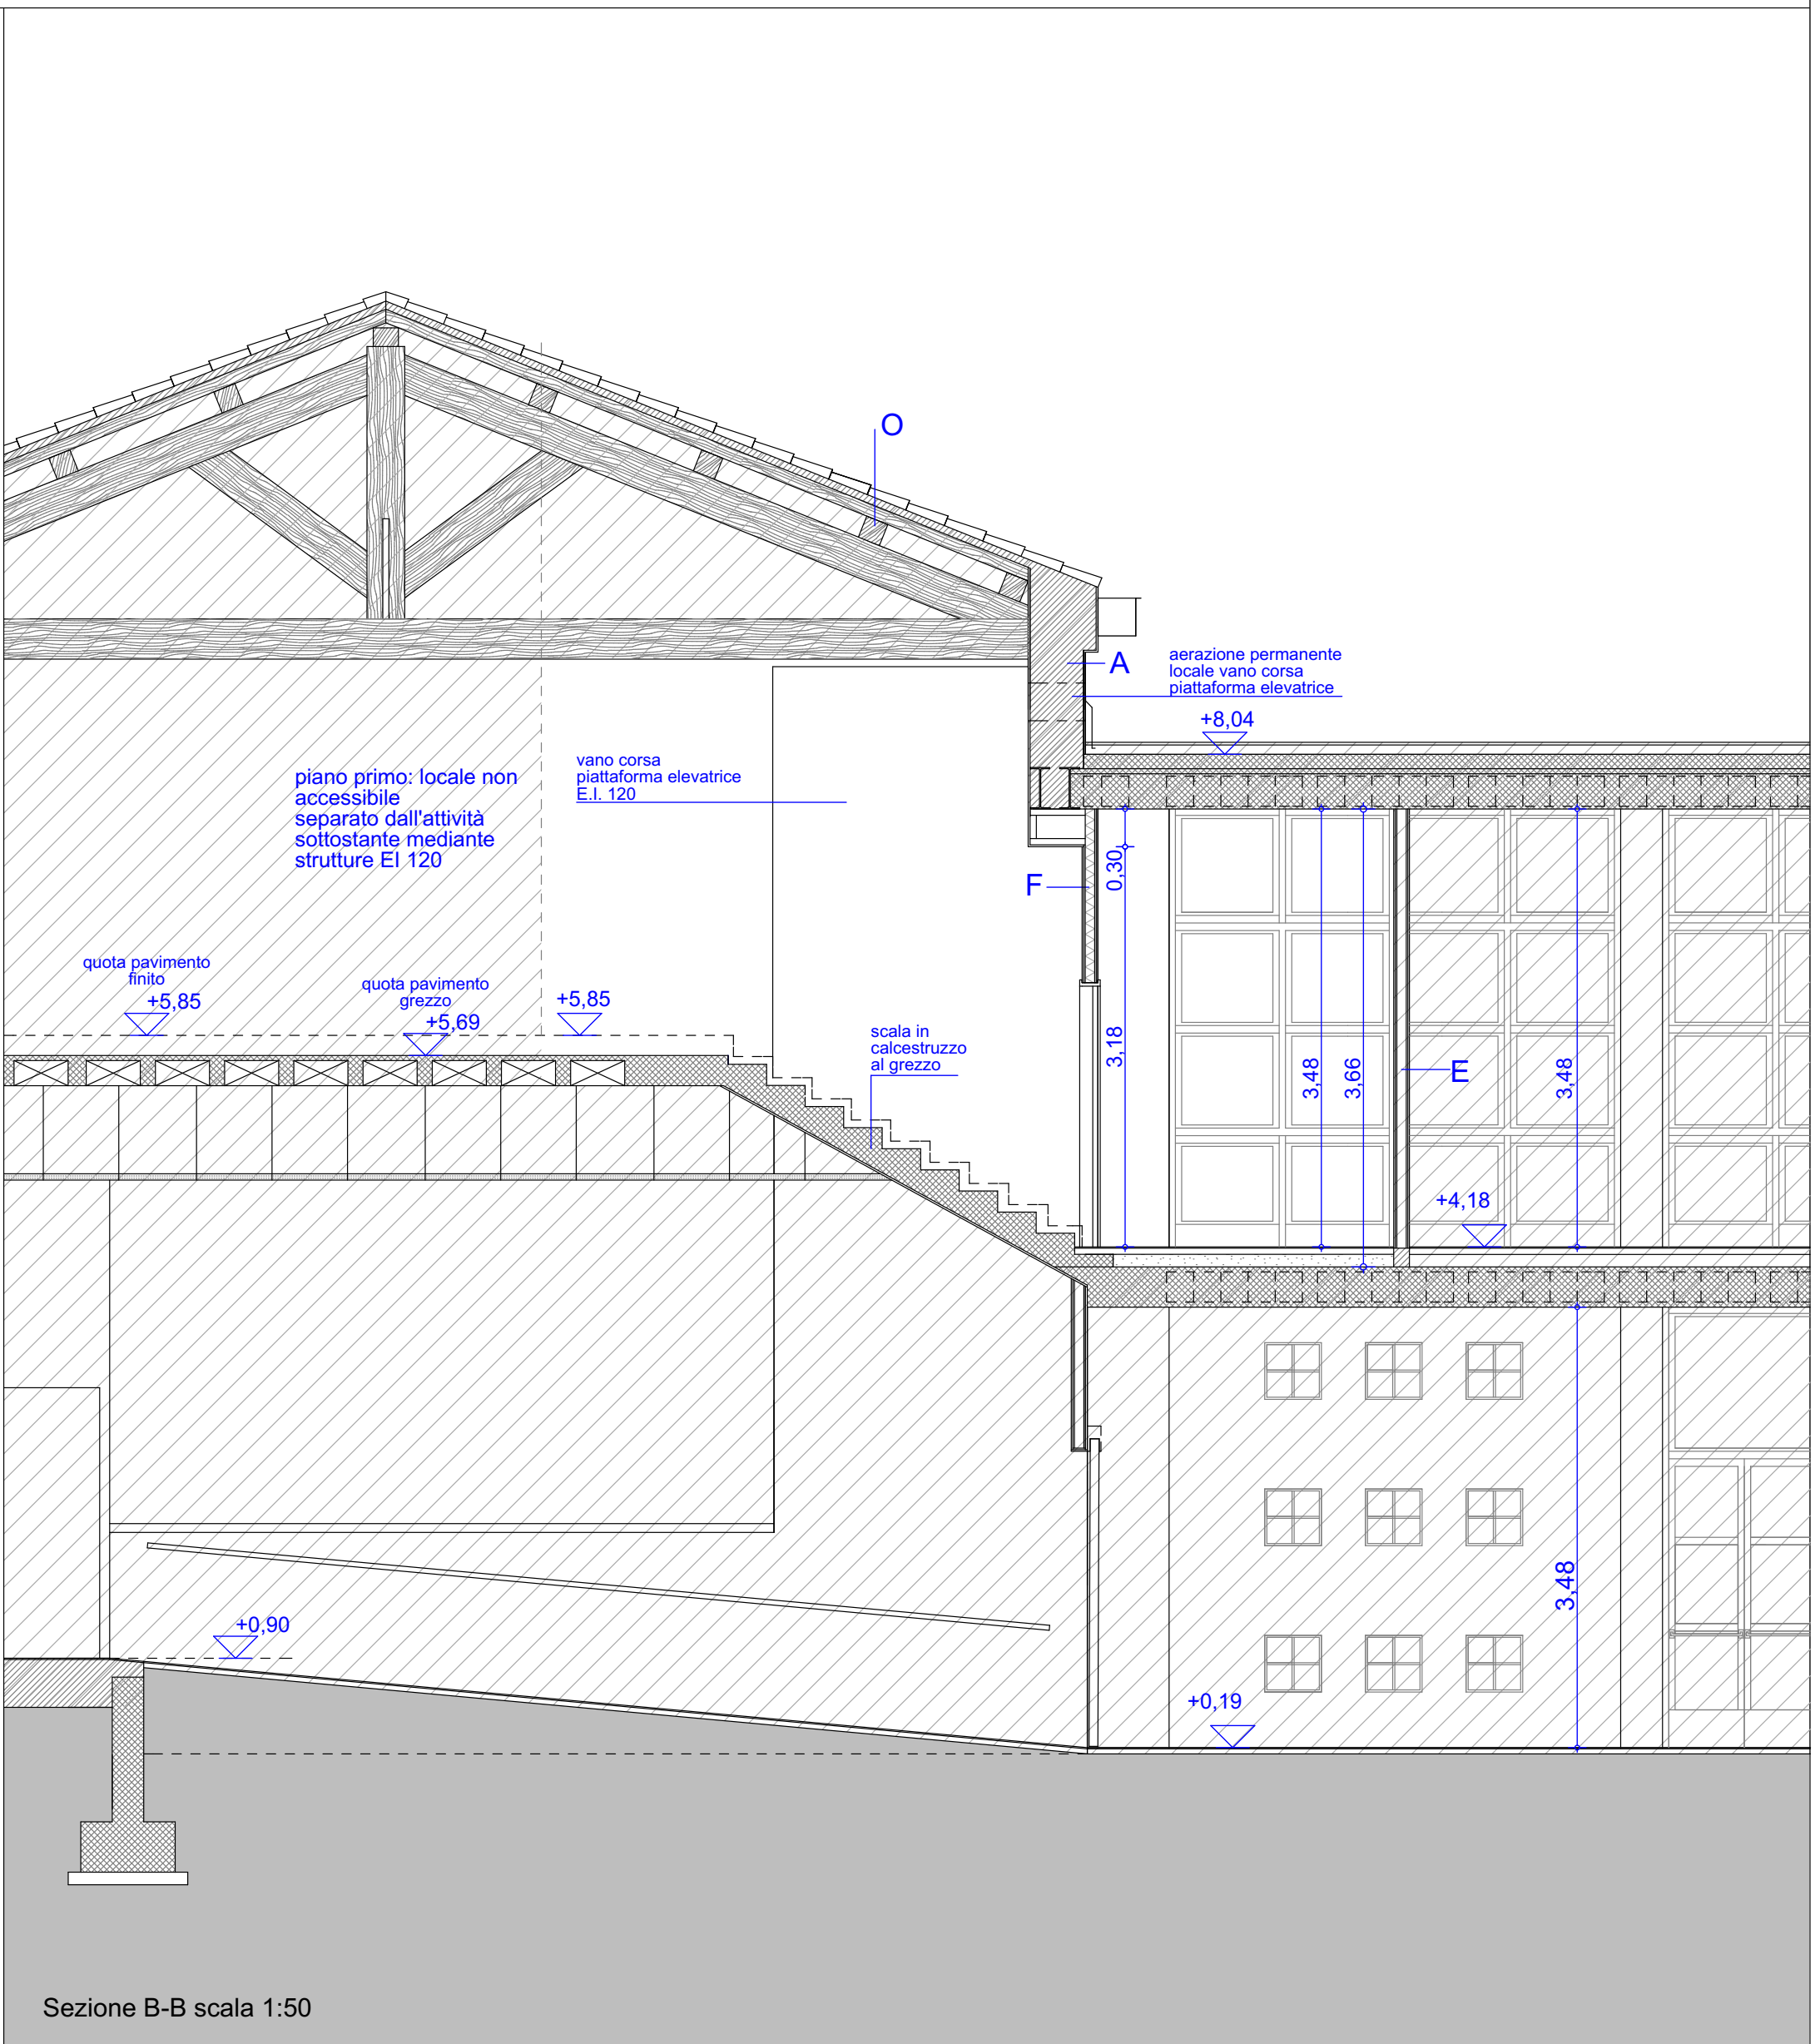 O
A
aerazione permanente
locale vano corsa
piattaforma elevatrice
+8,04
vano corsa
piattaforma elevatrice
E.I. 120
piano primo: locale non
accessibile
separato dall'attività
sottostante mediante
strutture EI 120
F
0,30
quota pavimento
finito
+5,85
quota pavimento
grezzo
+5,69
+5,85
scala in
calcestruzzo
al grezzo
3,18
3,48
3,66
E
3,48
+4,18
3,48
+0,90
+0,19
Sezione B-B scala 1:50